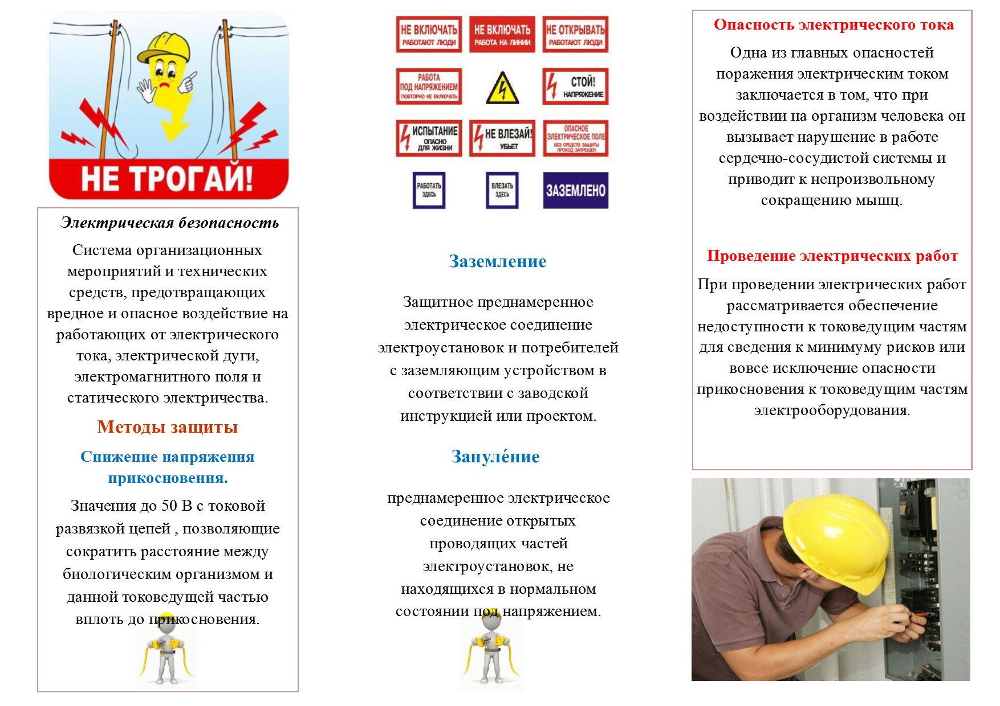 НЕ ТРОГАЙ!
Электрическая безопасность
Система организационных
мероприятий и технических
средств, предотвращающих
вредное и опасное воздействие на
работающих от электрического
тока, электрической дуги,
электромагнитного поля и
статического электричества.
Методы защиты
Снижение напряжения
прикосновения.
Значения до 50 В с токовой
развязкой цепей , позволяющие
сократить расстояние между
биологическим организмом и
данной токоведущей частью
вплоть до прикосновения.
НЕ ВКЛЮЧАТЬ
РАБОТАЮТ ЛЮДИ
НЕ ВКЛЮЧАТЬ
РАБОТА НА ЛИНИИ
НЕ ОТКРЫВАТЬ
РАБОТАЮТ ЛЮДИ
РАБОТА
ПОД НАПРЯЖЕНИЕМ
ПОВТОРНО НЕ ВКЛЮЧАТЬ
СТОЙ!
НАПРЯЖЕНИЕ
ИСПЫТАНИЕ
ОПАСНО
ДЛЯ ЖИЗНИ
НЕ ВЛЕЗАЙ!
УБЬЕТ
ОПАСНОЕ
ЭЛЕКТРИЧЕСКОЕ ПОЛЕ
БЕЗ СРЕДСТВ ЗАЩИТЫ
ПРОХОД ЗАПРЕЩЕН
РАБОТАТЬ
ЗДЕСЬ
ВЛЕЗАТЬ
ЗДЕСЬ
ЗАЗЕМЛЕНО
Заземление
Защитное преднамеренное
электрическое соединение
электроустановок и потребителей
с заземляющим устройством в
соответствии с заводской
инструкцией или проектом.
Зануле́ние
преднамеренное электрическое
соединение открытых
проводящих частей
электроустановок, не
находящихся в нормальном
состоянии под напряжением.
Опасность электрического тока
Одна из главных опасностей
поражения электрическим током
заключается в том, что при
воздействии на организм человека он
вызывает нарушение в работе
сердечно-сосудистой системы и
приводит к непроизвольному
сокращению мышц.
Проведение электрических работ
При проведении электрических работ
рассматривается обеспечение
недоступности к токоведущим частям
для сведения к минимуму рисков или
вовсе исключение опасности
прикосновения к токоведущим частям
электрооборудования.